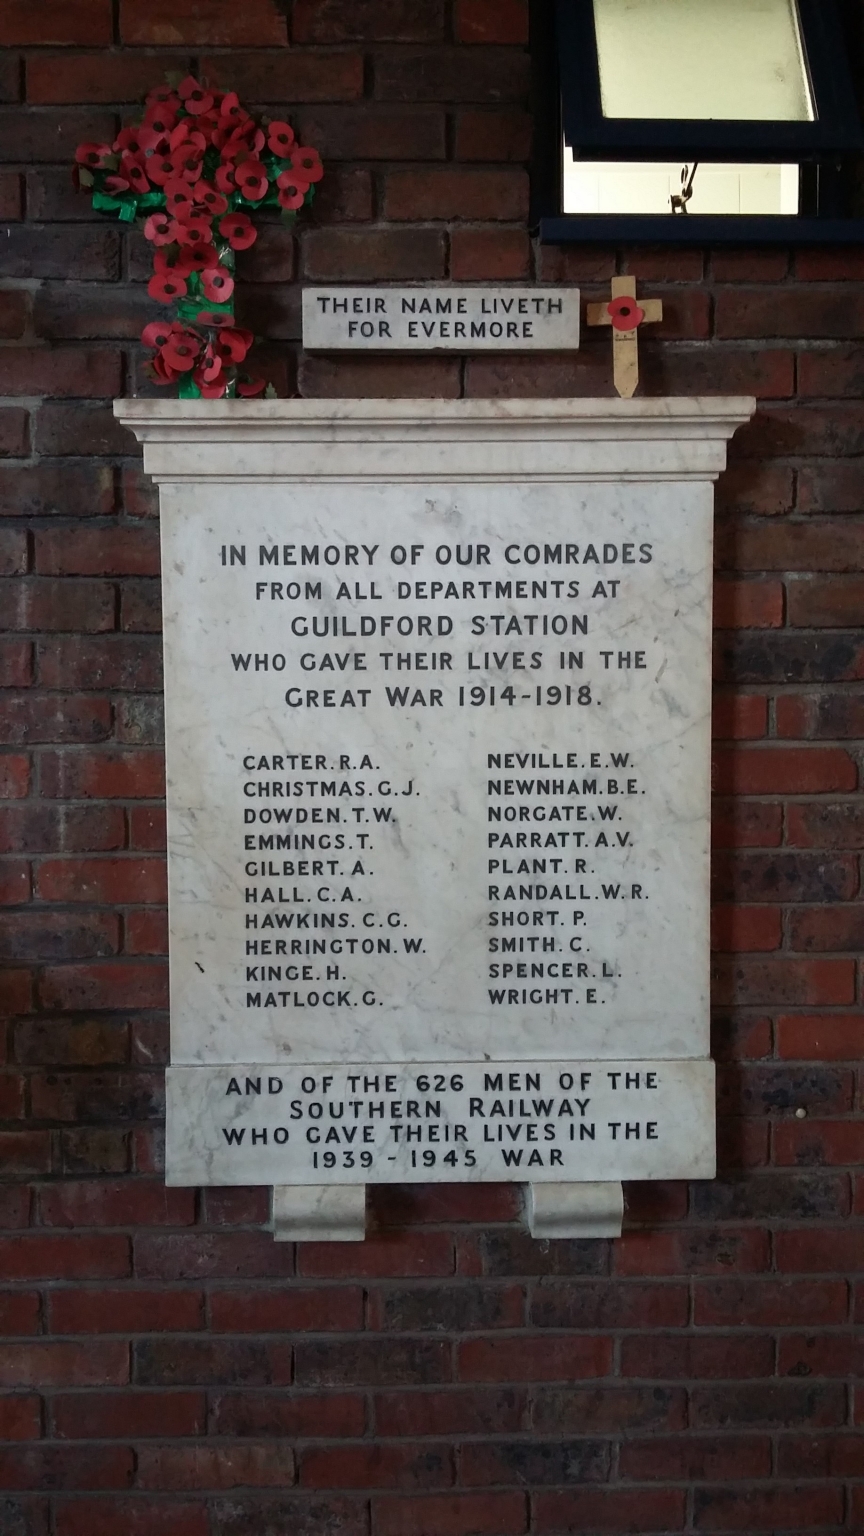 THEIR NAME LIVETH
FOR EVERMORE
IN MEMORY OF OUR COMRADES
FROM ALL DEPARTMENTS AT
GUILDFORD STATION
WHO GAVE THEIR LIVES IN THE
GREAT WAR 1914-1918.
CARTER. R.A.
CHRISTMAS. G.J.
DOWDEN. T.W.
EMMINGS. T.
GILBERT. A.
HALL. C.A.
HAWKINS. C.G.
HERRINGTON. W.
KINGE. H.
MATLOCK. G.
NEVILLE. E.W.
NEWNHAM. B.E.
NORGATE. W.
PARRATT. A.V.
PLANT. R.
RANDALL. W.R.
SHORT. P.
SMITH. C.
SPENCER. L.
WRIGHT. E.
AND OF THE 626 MEN OF THE
SOUTHERN RAILWAY
WHO GAVE THEIR LIVES IN THE
1939 - 1945 WAR